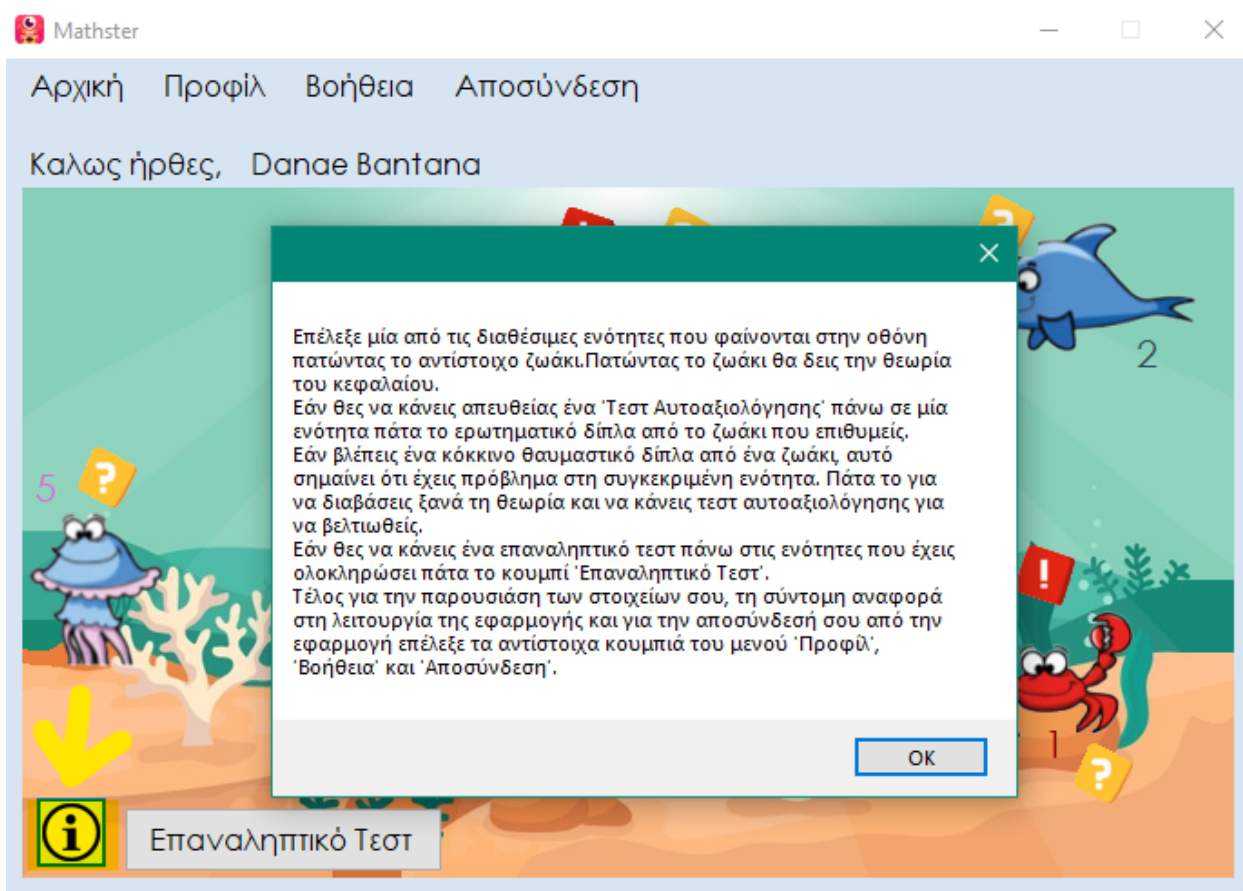 Mathster
Αρχική Προφίλ Βοήθεια Αποσύνδεση
Καλως ήρθες, Danae Bantana
?
2
Επέλεξε μία από τις διαθέσιμες ενότητες που φαίνονται στην οθόνη
πατώντας το αντίστοιχο ζωάκι.Πατώντας το ζωάκι θα δεις την θεωρία
του κεφαλαίου.
Εάν θες να κάνεις απευθείας ένα 'Τεστ Αυτοαξιολόγησης' πάνω σε μία
ενότητα πάτα το ερωτηματικό δίπλα από το ζωάκι που επιθυμείς.
Εάν βλέπεις ένα κόκκινο θαυμαστικό δίπλα από ένα ζωάκι, αυτό
σημαίνει ότι έχεις πρόβλημα στη συγκεκριμένη ενότητα. Πάτα το για
να διαβάσεις ξανά τη θεωρία και να κάνεις τεστ αυτοαξιολόγησης για
να βελτιωθείς.
Εάν θες να κάνεις ένα επαναληπτικό τεστ πάνω στις ενότητες που έχεις
ολοκληρώσει πάτα το κουμπί 'Επαναληπτικό Τεστ'.
Τέλος για την παρουσιάση των στοιχείων σου, τη σύντομη αναφορά
στη λειτουργία της εφαρμογής και για την αποσύνδεσή σου από την
εφαρμογή επέλεξε τα αντίστοιχα κουμπιά του μενού 'Προφίλ',
'Βοήθεια' και 'Αποσύνδεση'.
OK
5
?
!
1
?
i
Επαναληπτικό Τεστ